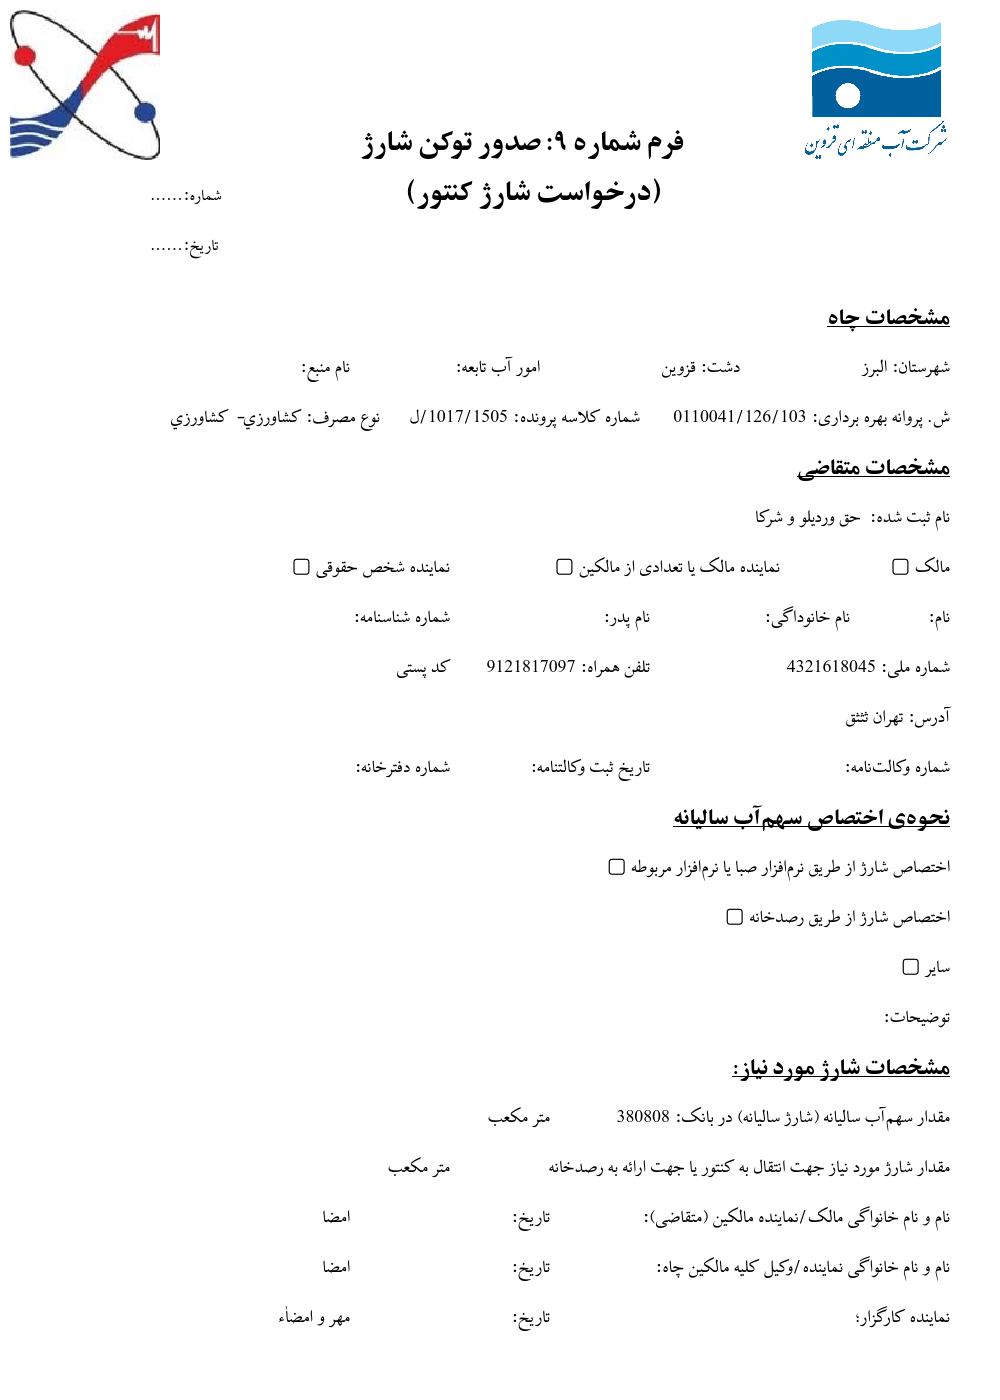 شرکت آب منطقه ای قزوین
فرم شماره ۹: صدور توکن شارژ
(درخواست شارژ کنتور)
شماره:......
تاریخ:......
مشخصات چاه
شهرستان: البرز دشت: قزوین امور آب تابعه: نام منبع:
ش. پروانه بهره برداری: 0110041/126/103 شماره کلاسه پرونده: 1017/1505/ل نوع مصرف: کشاورزي- کشاورزي
مشخصات متقاضی
نام ثبت شده: حق وردیلو و شرکا
مالک نماینده مالک یا تعدادی از مالکین نماینده شخص حقوقی
نام: نام خانوداگی: نام پدر: شماره شناسنامه:
شماره ملی: 4321618045 تلفن همراه: 9121817097 کد پستی
آدرس: تهران ثثثق
شماره وکالت‌نامه: تاریخ ثبت وکالتنامه: شماره دفترخانه:
نحوه‌ی اختصاص سهم‌آب سالیانه
اختصاص شارژ از طریق نرم‌افزار صبا یا نرم‌افزار مربوطه
اختصاص شارژ از طریق رصدخانه
سایر
توضیحات:
مشخصات شارژ مورد نیاز:
مقدار سهم‌آب سالیانه (شارژ سالیانه) در بانک: 380808 متر مکعب
مقدار شارژ مورد نیاز جهت انتقال به کنتور یا جهت ارائه به رصدخانه متر مکعب
نام و نام خانواگی مالک/نماینده مالکین (متقاضی): تاریخ: امضا
نام و نام خانواگی نماینده/وکیل کلیه مالکین چاه: تاریخ: امضا
نماینده کارگزار؛ تاریخ: مهر و امضاٰء